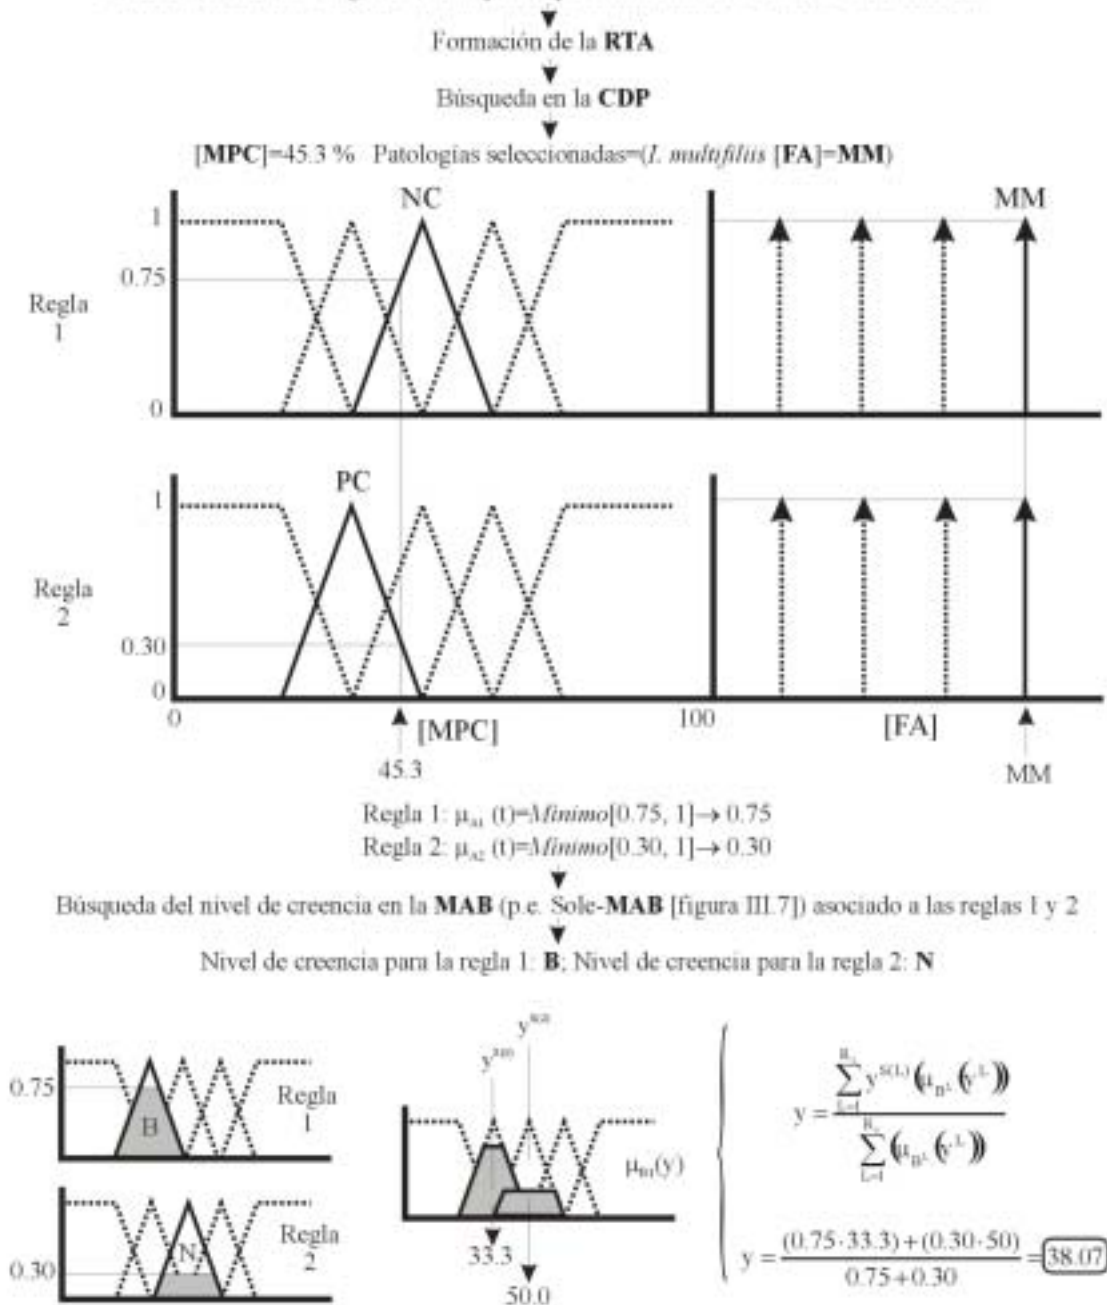 Formación de la RTA
Búsqueda en la CDP
[MPC]=45.3 % Patologías seleccionadas=(I. multifiliis [FA]=MM)
NC
MM
1
0.75
Regla
1
0
PC
1
Regla
2
0.30
0
0
[MPC]
100
[FA]
45.3
MM
Regla 1: μA1 (t)=Mínimo[0.75, 1]→ 0.75
Regla 2: μA2 (t)=Mínimo[0.30, 1]→ 0.30
Búsqueda del nivel de creencia en la MAB (p.e. Sole-MAB [figura III.7]) asociado a las reglas 1 y 2
Nivel de creencia para la regla 1: B; Nivel de creencia para la regla 2: N
0.75
B
Regla
1
0.30
N
Regla
2
(y)
33.3
50.0
y = (0.75·33.3)+(0.30·50) / 0.75+0.30 = 38.07